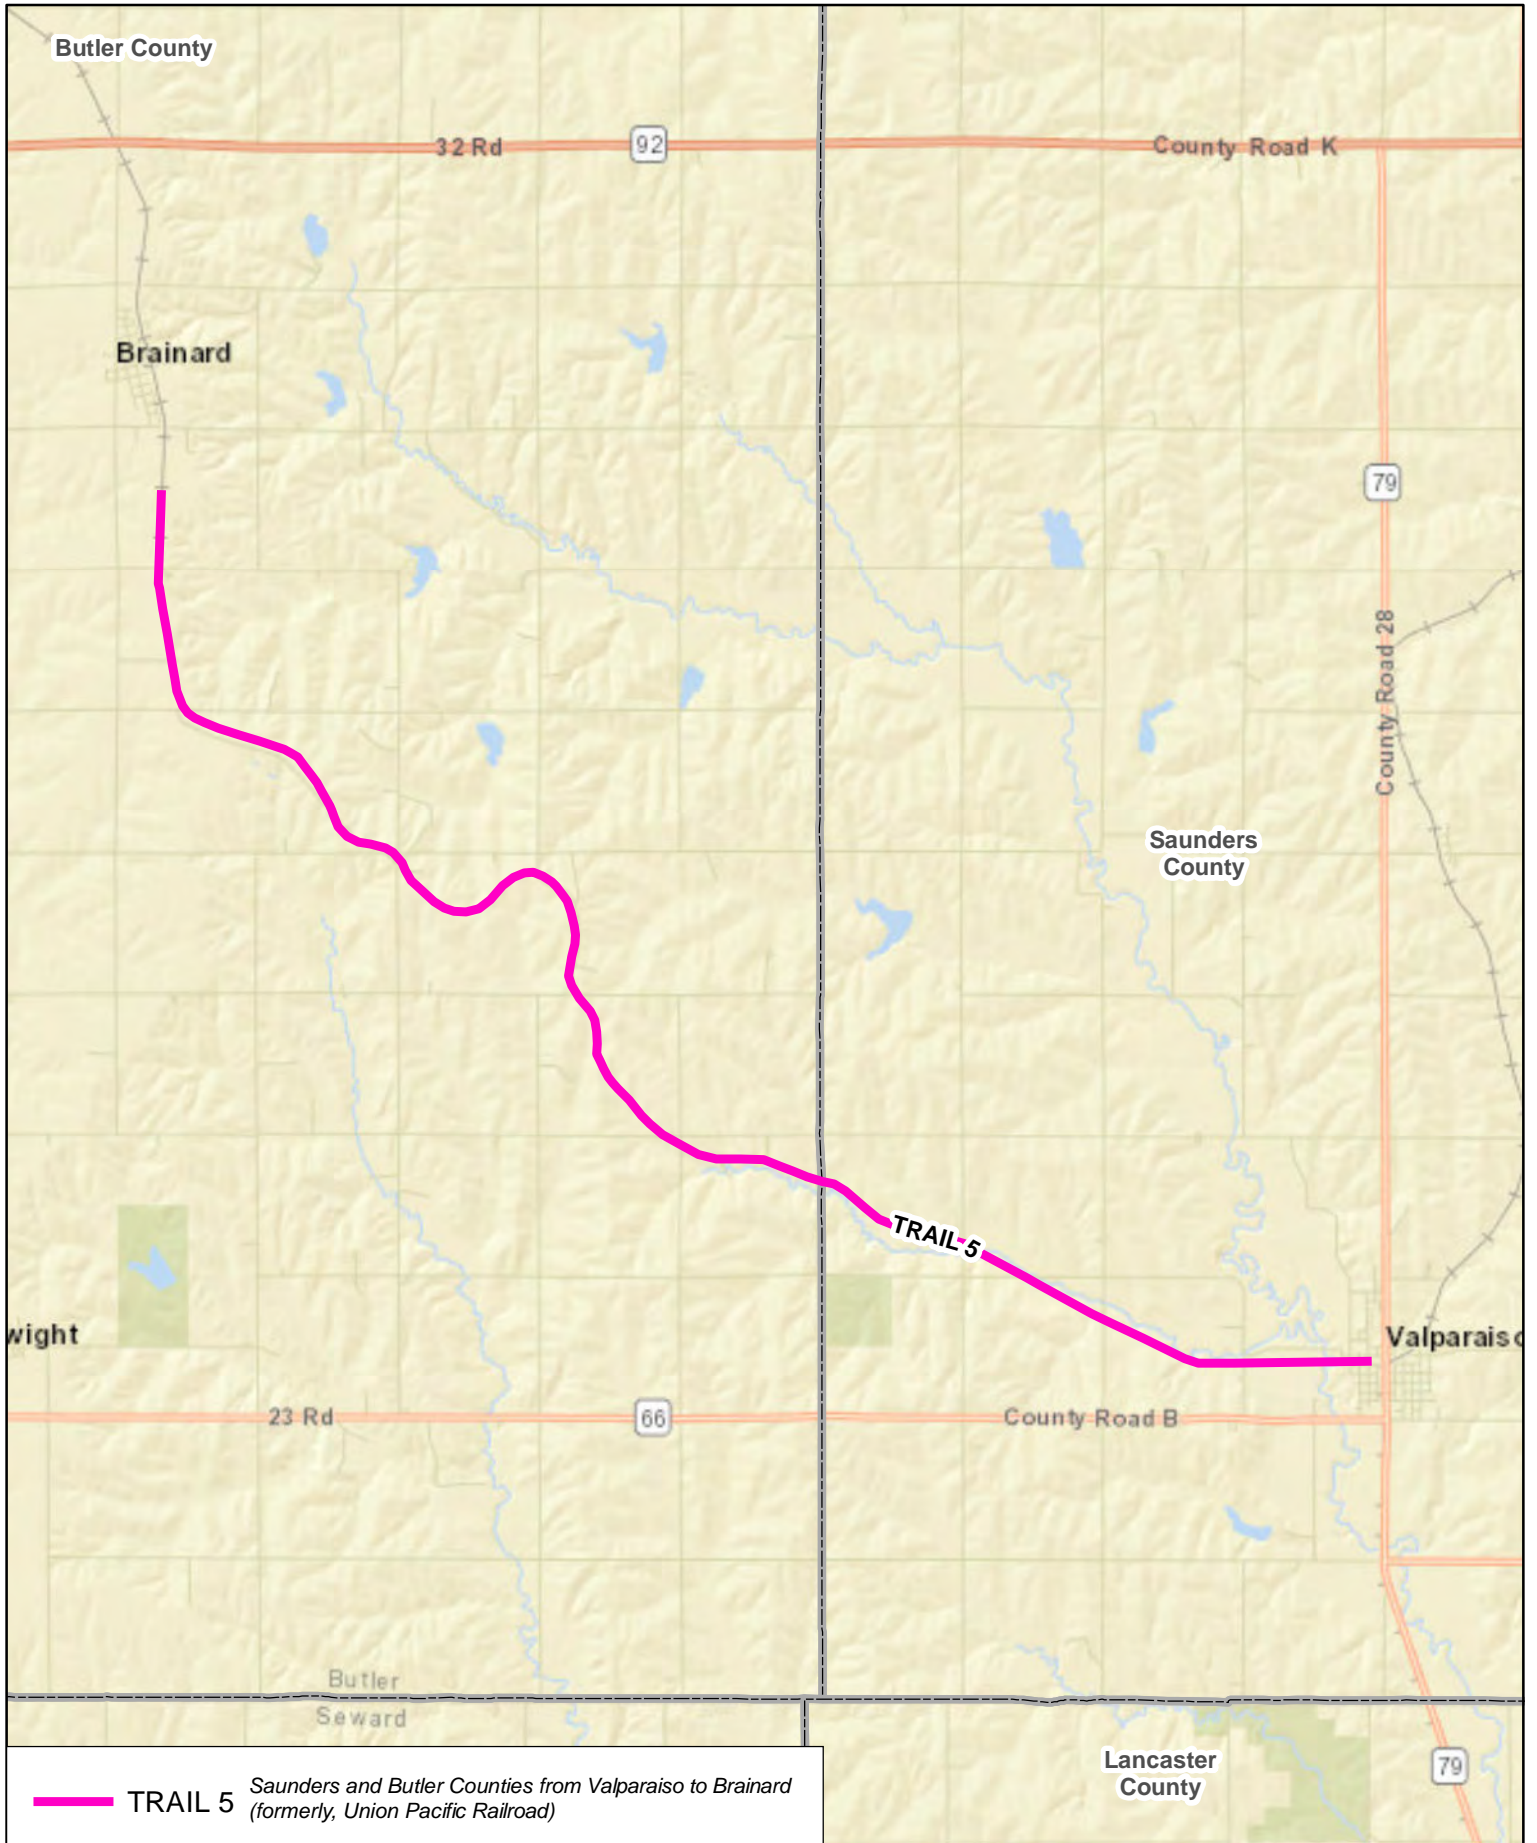 Butler County
32 Rd
92
County Road K
Brainard
79
County Road 28
Saunders
County
TRAIL 5
wight
Valparaiso
23 Rd
66
County Road B
Butler
Seward
Lancaster
County
79
TRAIL 5
Saunders and Butler Counties from Valparaiso to Brainard
(formerly, Union Pacific Railroad)